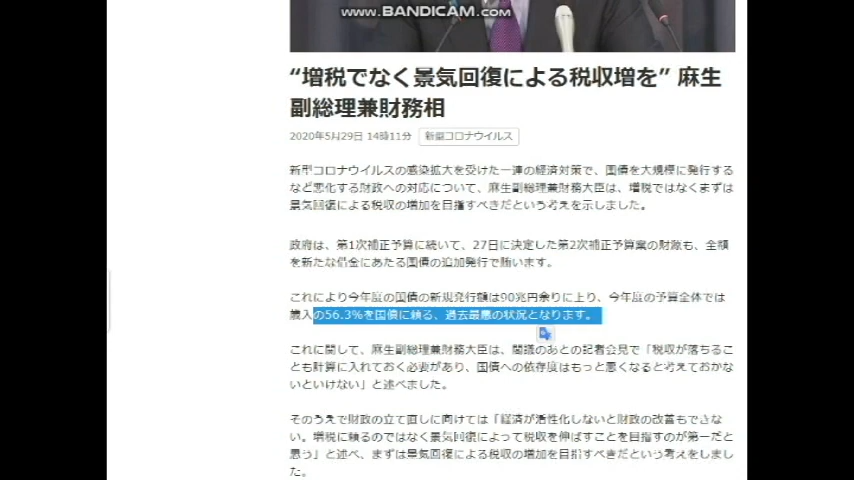 www.BANDICAM.com
“増税でなく景気回復による税収増を” 麻生
副総理兼財務相
2020年5月29日 14時11分 新型コロナウイルス
新型コロナウイルスの感染拡大を受けた一連の経済対策で、国債を大規模に発行する
など悪化する財政への対応について、麻生副総理兼財務大臣は、増税ではなくまずは
景気回復による税収の増加を目指すべきだという考えを示しました。
政府は、第1次補正予算に続いて、27日に決定した第2次補正予算案の財源も、全額
を新たな借金にあたる国債の追加発行で賄います。
これにより今年度の国債の新規発行額は90兆円余りに上り、今年度の予算全体では
歳入の56.3%を国債に頼る、過去最悪の状況となります。
これに関して、麻生副総理兼財務大臣は、閣議のあとの記者会見で「税収が落ちるこ
とも計算に入れておく必要があり、国債への依存度はもっと悪くなると考えておかな
いといけない」と述べました。
そのうえで財政の立て直しに向けては「経済が活性化しないと財政の改善もできな
い。増税に頼るのではなく景気回復によって税収を伸ばすことを目指すのが第一だと
思う」と述べ、まずは景気回復による税収の増加を目指すべきだという考えをしまし
た。